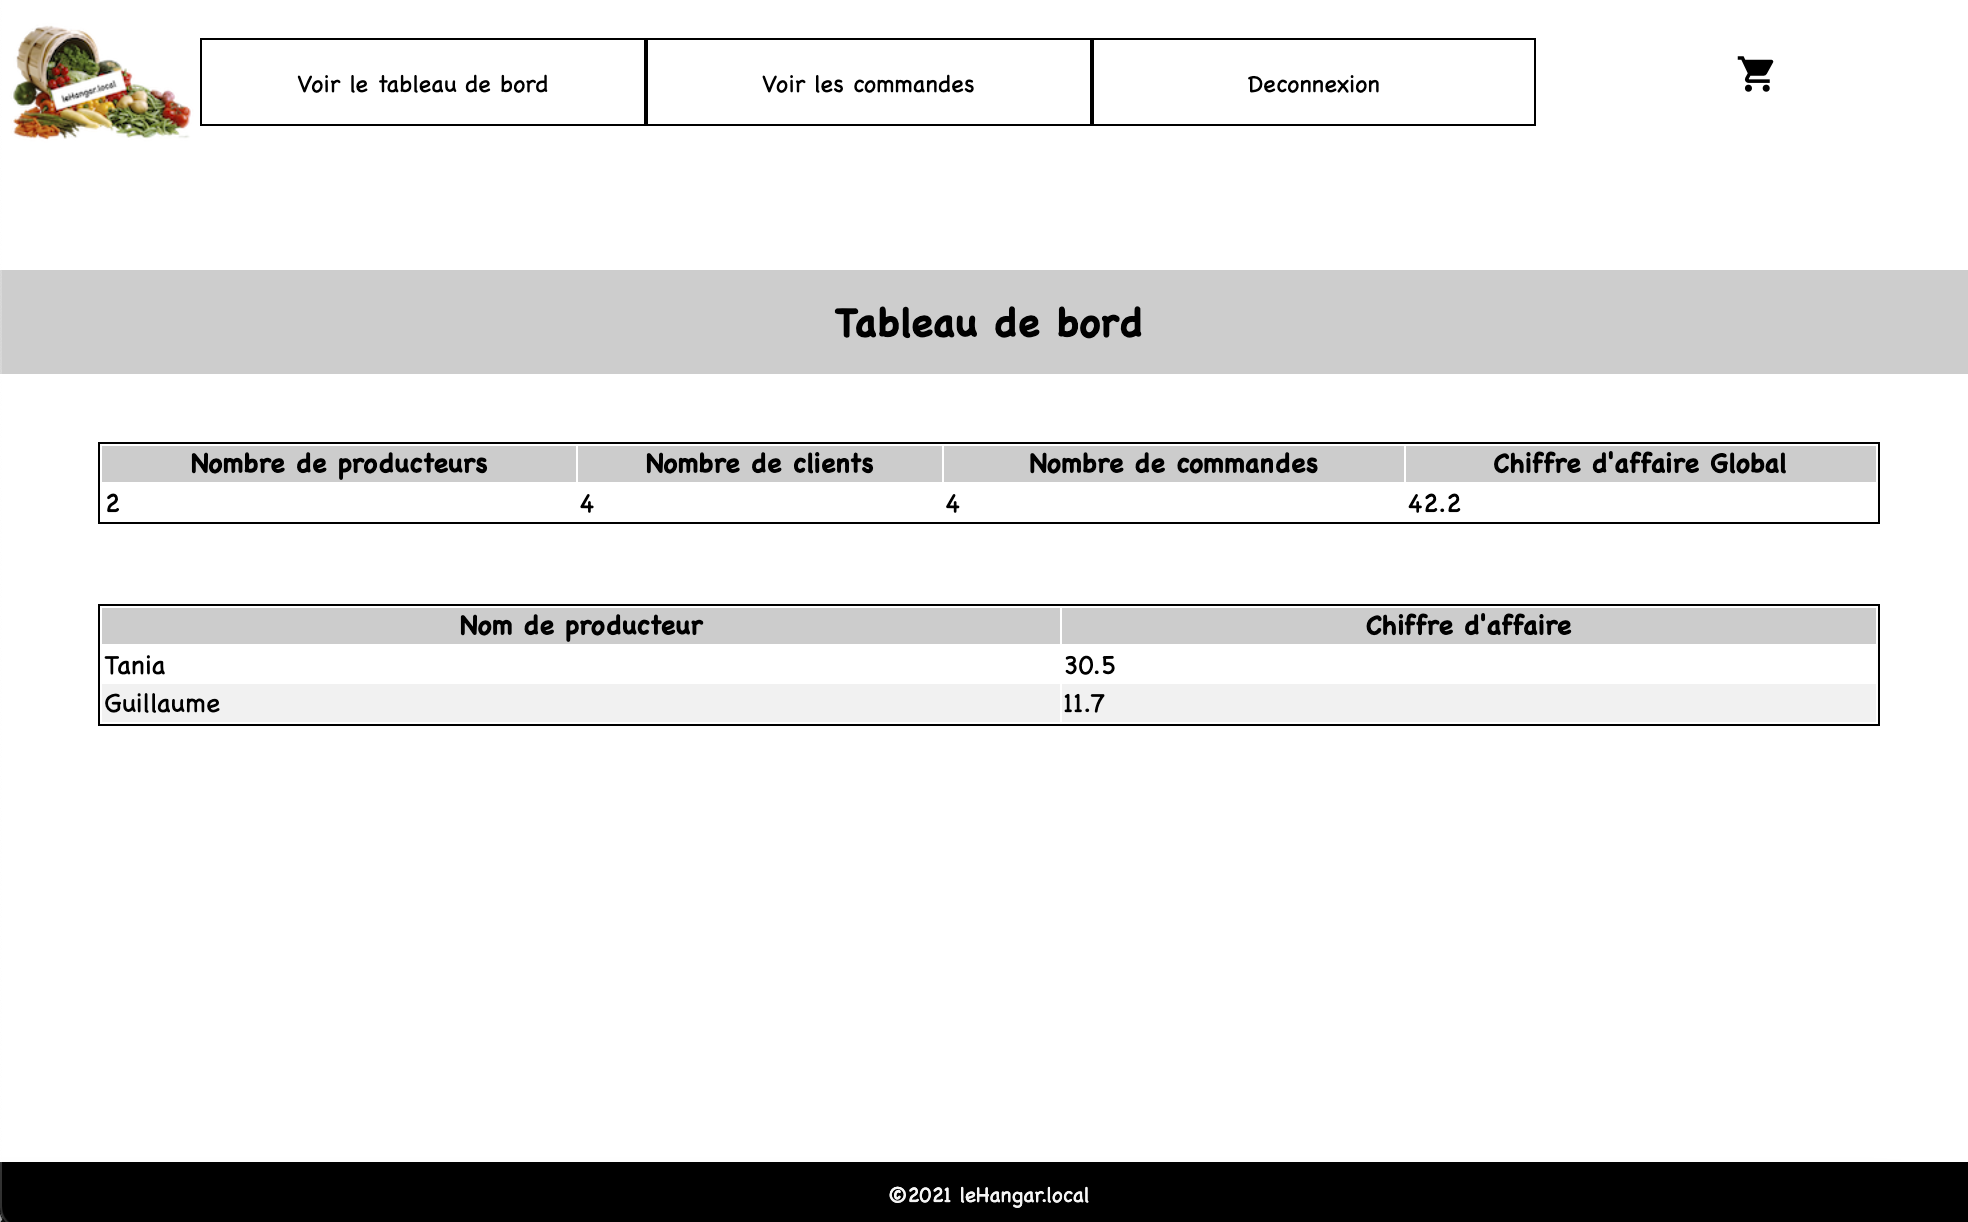 leHangar.local
Voir le tableau de bord
Voir les commandes
Deconnexion
Tableau de bord
Nombre de producteurs Nombre de clients Nombre de commandes Chiffre d'affaire Global
2 4 4 42.2
Nom de producteur Chiffre d'affaire
Tania 30.5
Guillaume 11.7
©2021 leHangar.local